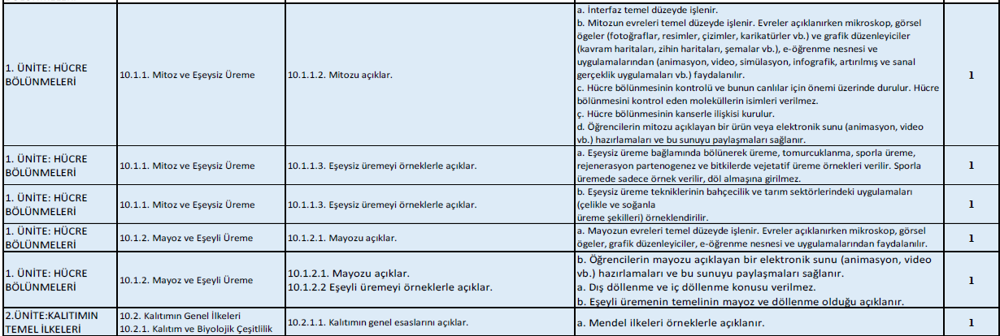 1. ÜNİTE: HÜCRE
BÖLÜNMELERİ
10.1.1. Mitoz ve Eşeysiz Üreme
10.1.1.2. Mitozu açıklar.
a. İnterfaz temel düzeyde işlenir.
b. Mitozun evreleri temel düzeyde işlenir. Evreler açıklanırken mikroskop, görsel
ögeler (fotoğraflar, resimler, çizimler, karikatürler vb.) ve grafik düzenleyiciler
(kavram haritaları, zihin haritaları, şemalar vb.), e-öğrenme nesnesi ve
uygulamalarından (animasyon, video, simülasyon, infografik, artırılmış ve sanal
gerçeklik uygulamaları vb.) faydalanılır.
c. Hücre bölünmesinin kontrolü ve bunun canlılar için önemi üzerinde durulur. Hücre
bölünmesini kontrol eden moleküllerin isimleri verilmez.
ç. Hücre bölünmesinin kanserle ilişkisi kurulur.
d. Öğrencilerin mitozu açıklayan bir ürün veya elektronik sunu (animasyon, video
vb.) hazırlamaları ve bu sunuyu paylaşmaları sağlanır.
1
1. ÜNİTE: HÜCRE
BÖLÜNMELERİ
10.1.1. Mitoz ve Eşeysiz Üreme
10.1.1.3. Eşeysiz üremeyi örneklerle açıklar.
a. Eşeysiz üreme bağlamında bölünerek üreme, tomurcuklanma, sporla üreme,
rejenerasyon partenogenez ve bitkilerde vejetatif üreme örnekleri verilir. Sporla
üremede sadece örnek verilir, döl almaşına girilmez.
1
1. ÜNİTE: HÜCRE
BÖLÜNMELERİ
10.1.1. Mitoz ve Eşeysiz Üreme
10.1.1.3. Eşeysiz üremeyi örneklerle açıklar.
b. Eşeysiz üreme tekniklerinin bahçecilik ve tarım sektörlerindeki uygulamaları
(çelikle ve soğanla
üreme şekilleri) örneklendirilir.
1
1. ÜNİTE: HÜCRE
BÖLÜNMELERİ
10.1.2. Mayoz ve Eşeyli Üreme
10.1.2.1. Mayozu açıklar.
a. Mayozun evreleri temel düzeyde işlenir. Evreler açıklanırken mikroskop, görsel
ögeler, grafik düzenleyiciler, e-öğrenme nesnesi ve uygulamalarından faydalanılır.
1
1. ÜNİTE: HÜCRE
BÖLÜNMELERİ
10.1.2. Mayoz ve Eşeyli Üreme
10.1.2.1. Mayozu açıklar.
10.1.2.2 Eşeyli üremeyi örneklerle açıklar.
b. Öğrencilerin mayozu açıklayan bir elektronik sunu (animasyon, video
vb.) hazırlamaları ve bu sunuyu paylaşmaları sağlanır.
a. Dış döllenme ve iç döllenme konusu verilmez.
b. Eşeyli üremenin temelinin mayoz ve döllenme olduğu açıklanır.
1
2.ÜNİTE:KALITIMIN
TEMEL İLKELERİ
10.2. Kalıtımın Genel İlkeleri
10.2.1. Kalıtım ve Biyolojik Çeşitlilik
10.2.1.1. Kalıtımın genel esaslarını açıklar.
a. Mendel ilkeleri örneklerle açıklanır.
1